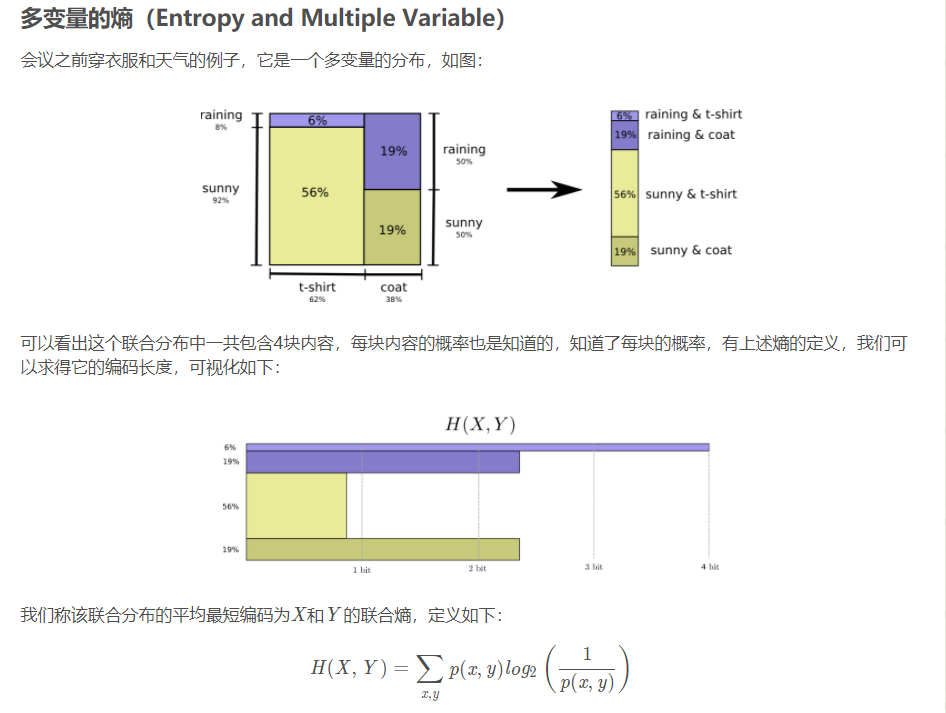 多变量的熵（Entropy and Multiple Variable）
会议之前穿衣服和天气的例子，它是一个多变量的分布，如图：
raining
8%
6%
19%
raining
50%
sunny
92%
56%
19%
sunny
50%
t-shirt
62%
coat
38%
6% raining & t-shirt
19% raining & coat
56% sunny & t-shirt
19% sunny & coat
可以看出这个联合分布中一共包含4块内容，每块内容的概率也是知道的，知道了每块的概率，有上述熵的定义，我们可
以求得它的编码长度，可视化如下：
H(X, Y)
6%
19%
56%
19%
1 bit 2 bit 3 bit 4 bit
我们称该联合分布的平均最短编码为X和Y的联合熵，定义如下：
H(X, Y) = ∑x,y p(x, y)log2 (1/p(x, y))